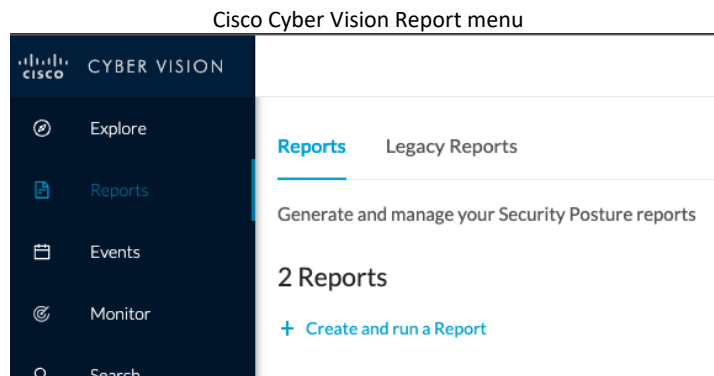 Cisco Cyber Vision Report menu
cisco CYBER VISION
Explore
Reports Legacy Reports
Reports
Generate and manage your Security Posture reports
Events
2 Reports
Monitor
+ Create and run a Report
Search